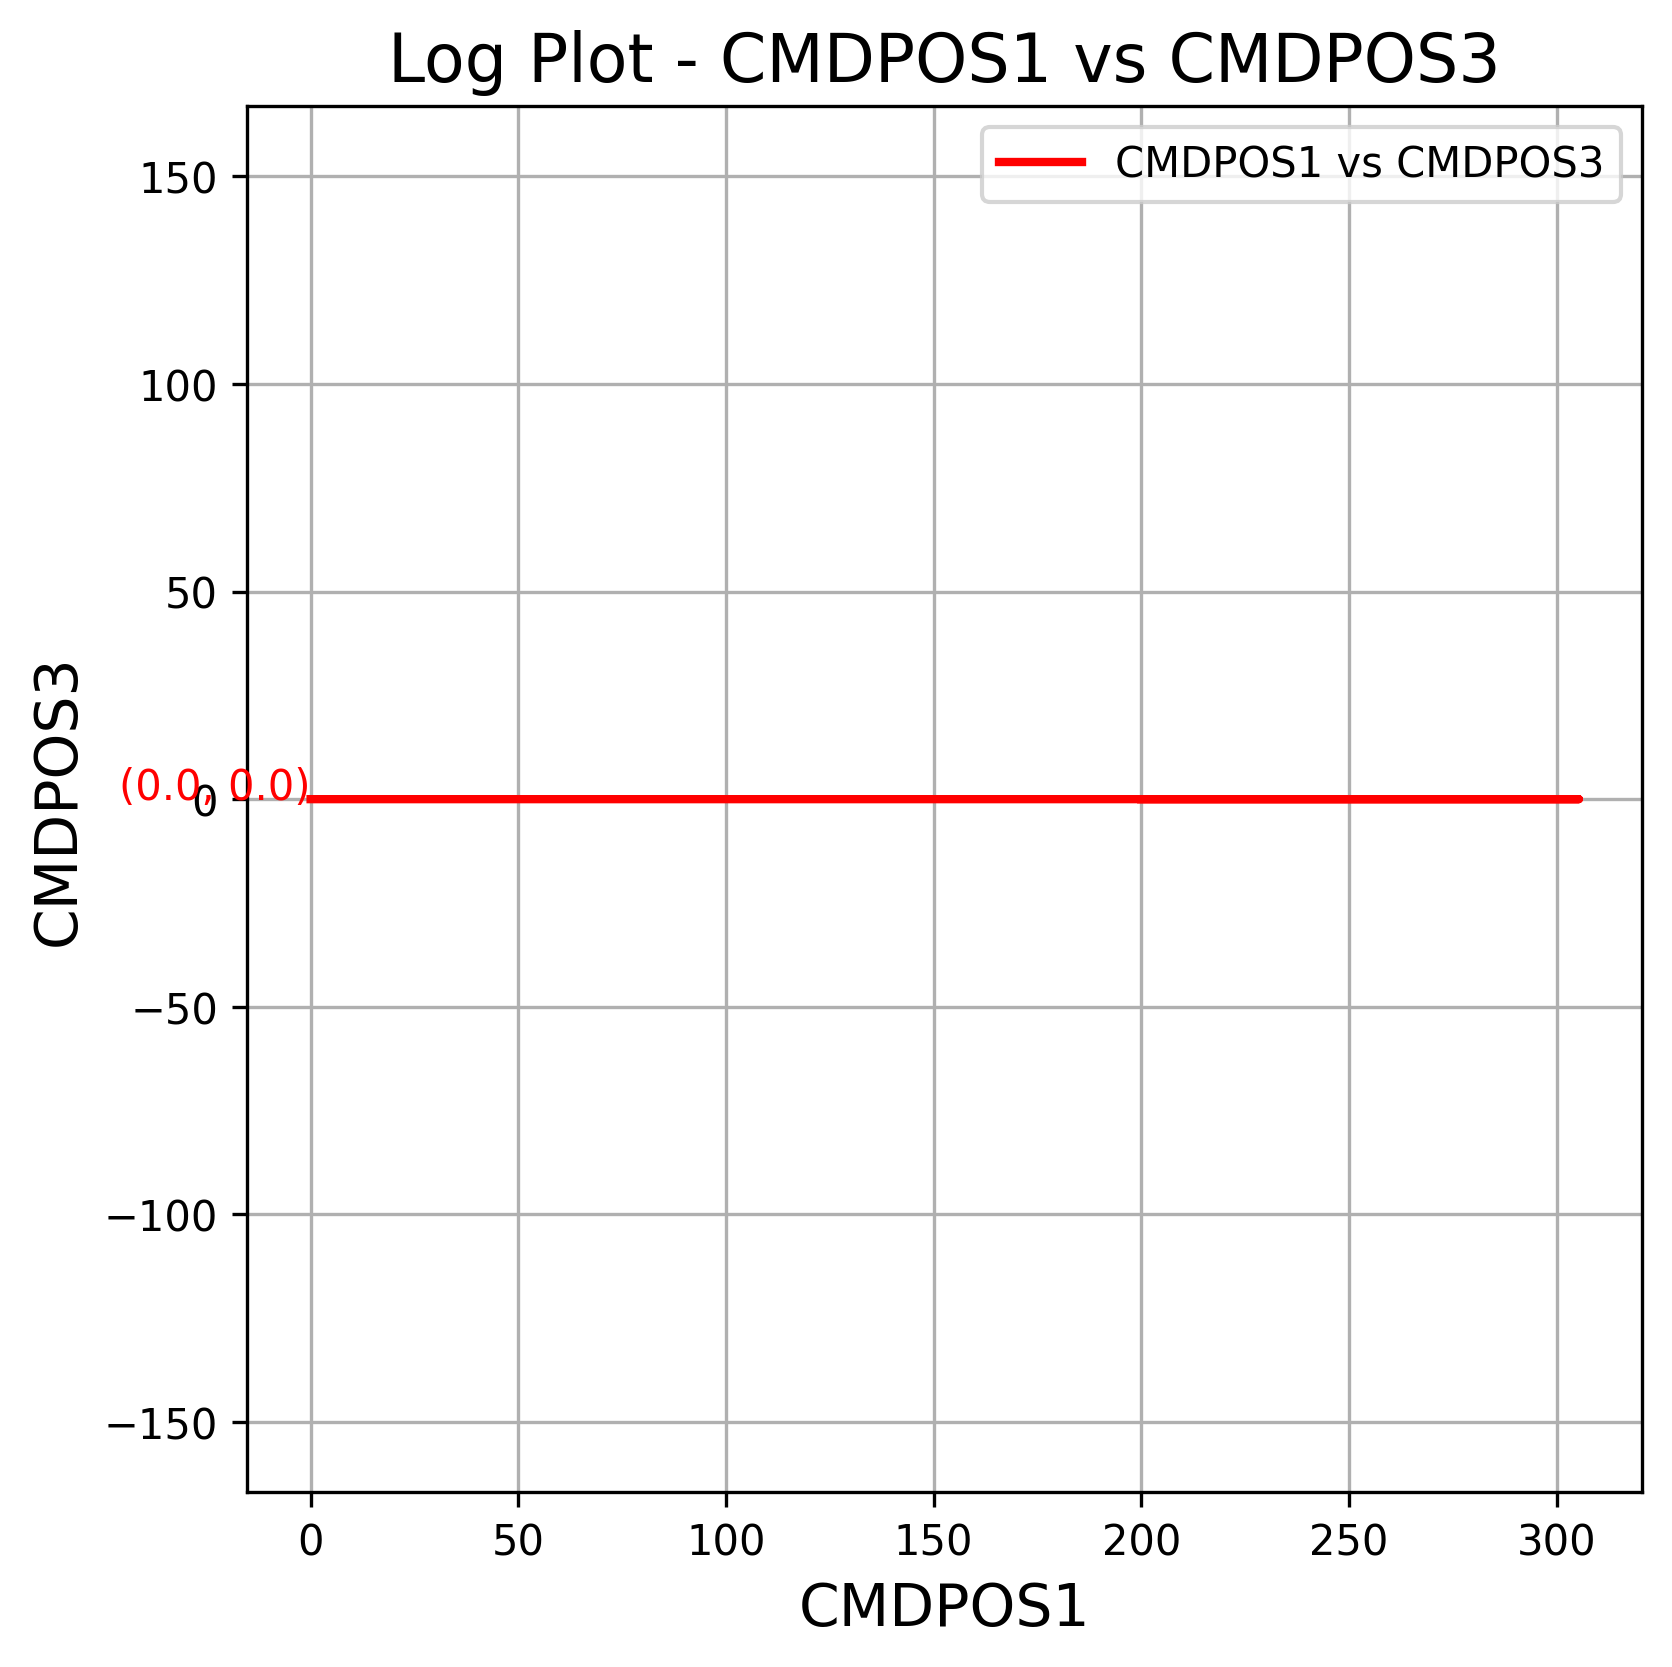 Log Plot - CMDPOS1 vs CMDPOS3
CMDPOS1 vs CMDPOS3
150
100
50
(0.0, 0.0)
0
−50
−100
−150
CMDPOS3
0 50 100 150 200 250 300
CMDPOS1